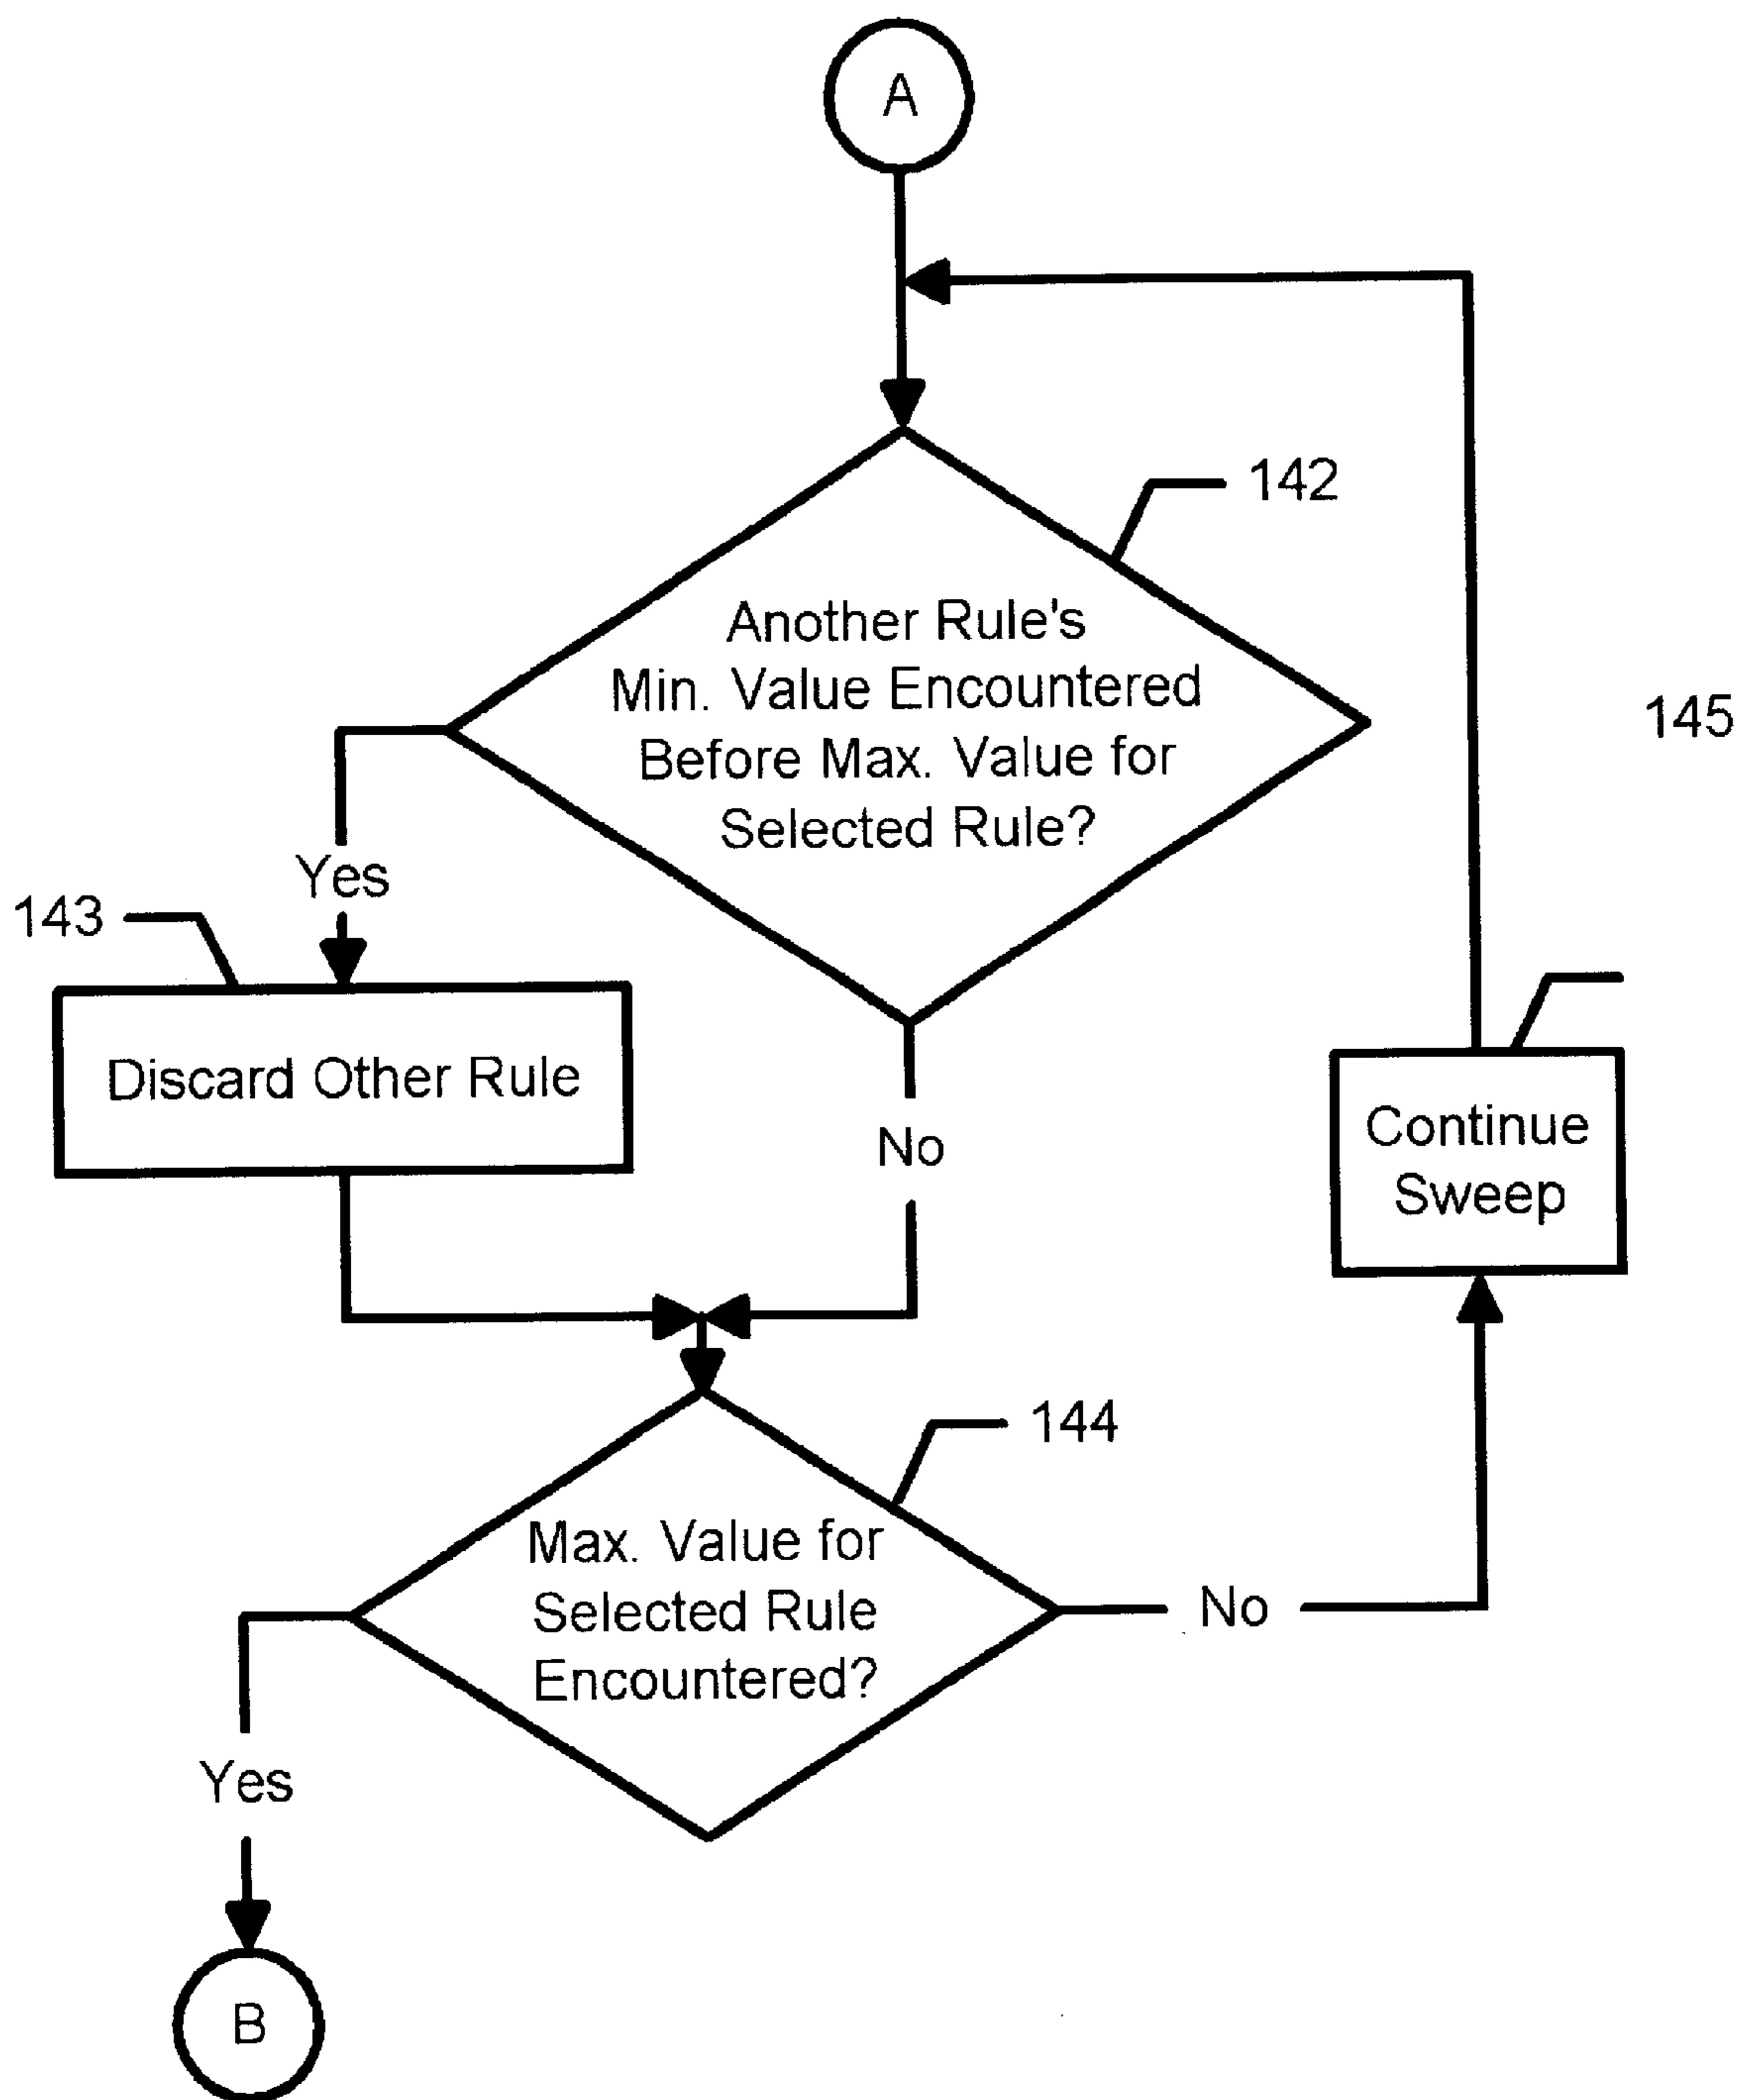 A
142
Another Rule's
Min. Value Encountered
Before Max. Value for
Selected Rule?
145
Yes
143
Discard Other Rule
No
Continue
Sweep
144
Max. Value for
Selected Rule
Encountered?
No
Yes
B